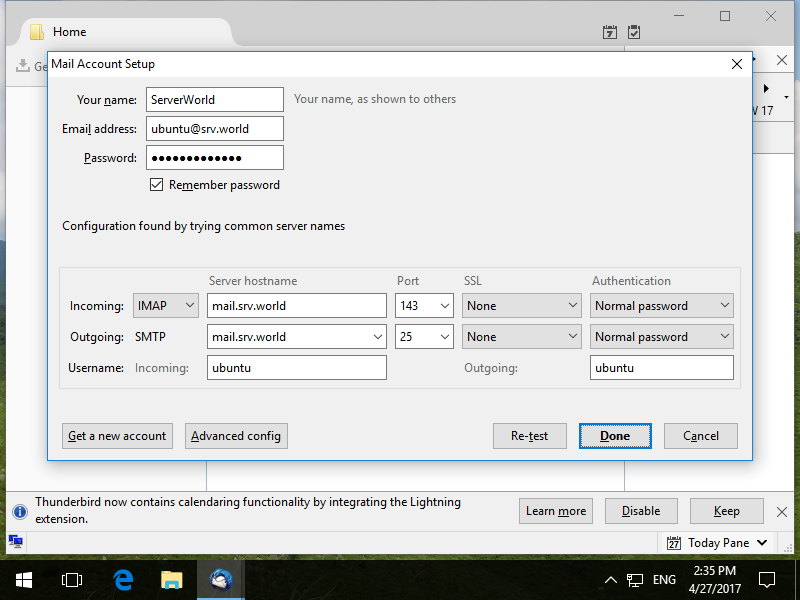 Home
7
Ge
Mail Account Setup
Your name: ServerWorld Your name, as shown to others
17
Email address: ubuntu@srv.world
Password: ●●●●●●●●●●●●●
Remember password
Configuration found by trying common server names
Server hostname Port SSL Authentication
Incoming: IMAP mail.srv.world 143 None Normal password
Outgoing: SMTP mail.srv.world 25 None Normal password
Username: Incoming: ubuntu Outgoing: ubuntu
Get a new account Advanced config Re-test Done Cancel
Thunderbird now contains calendaring functionality by integrating the Lightning
extension.
Learn more Disable Keep
27 Today Pane
ENG
2:35 PM
4/27/2017